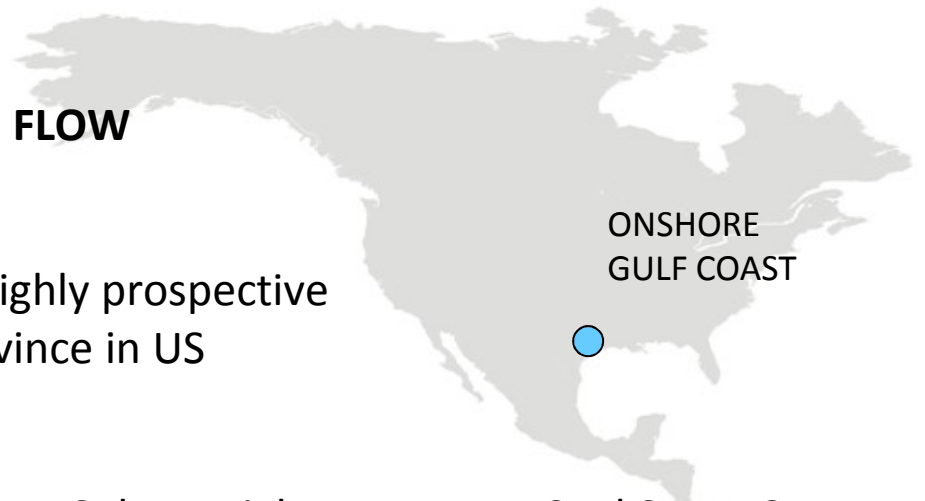 FLOW
ONSHORE
GULF COAST
ighly prospective
vince in US